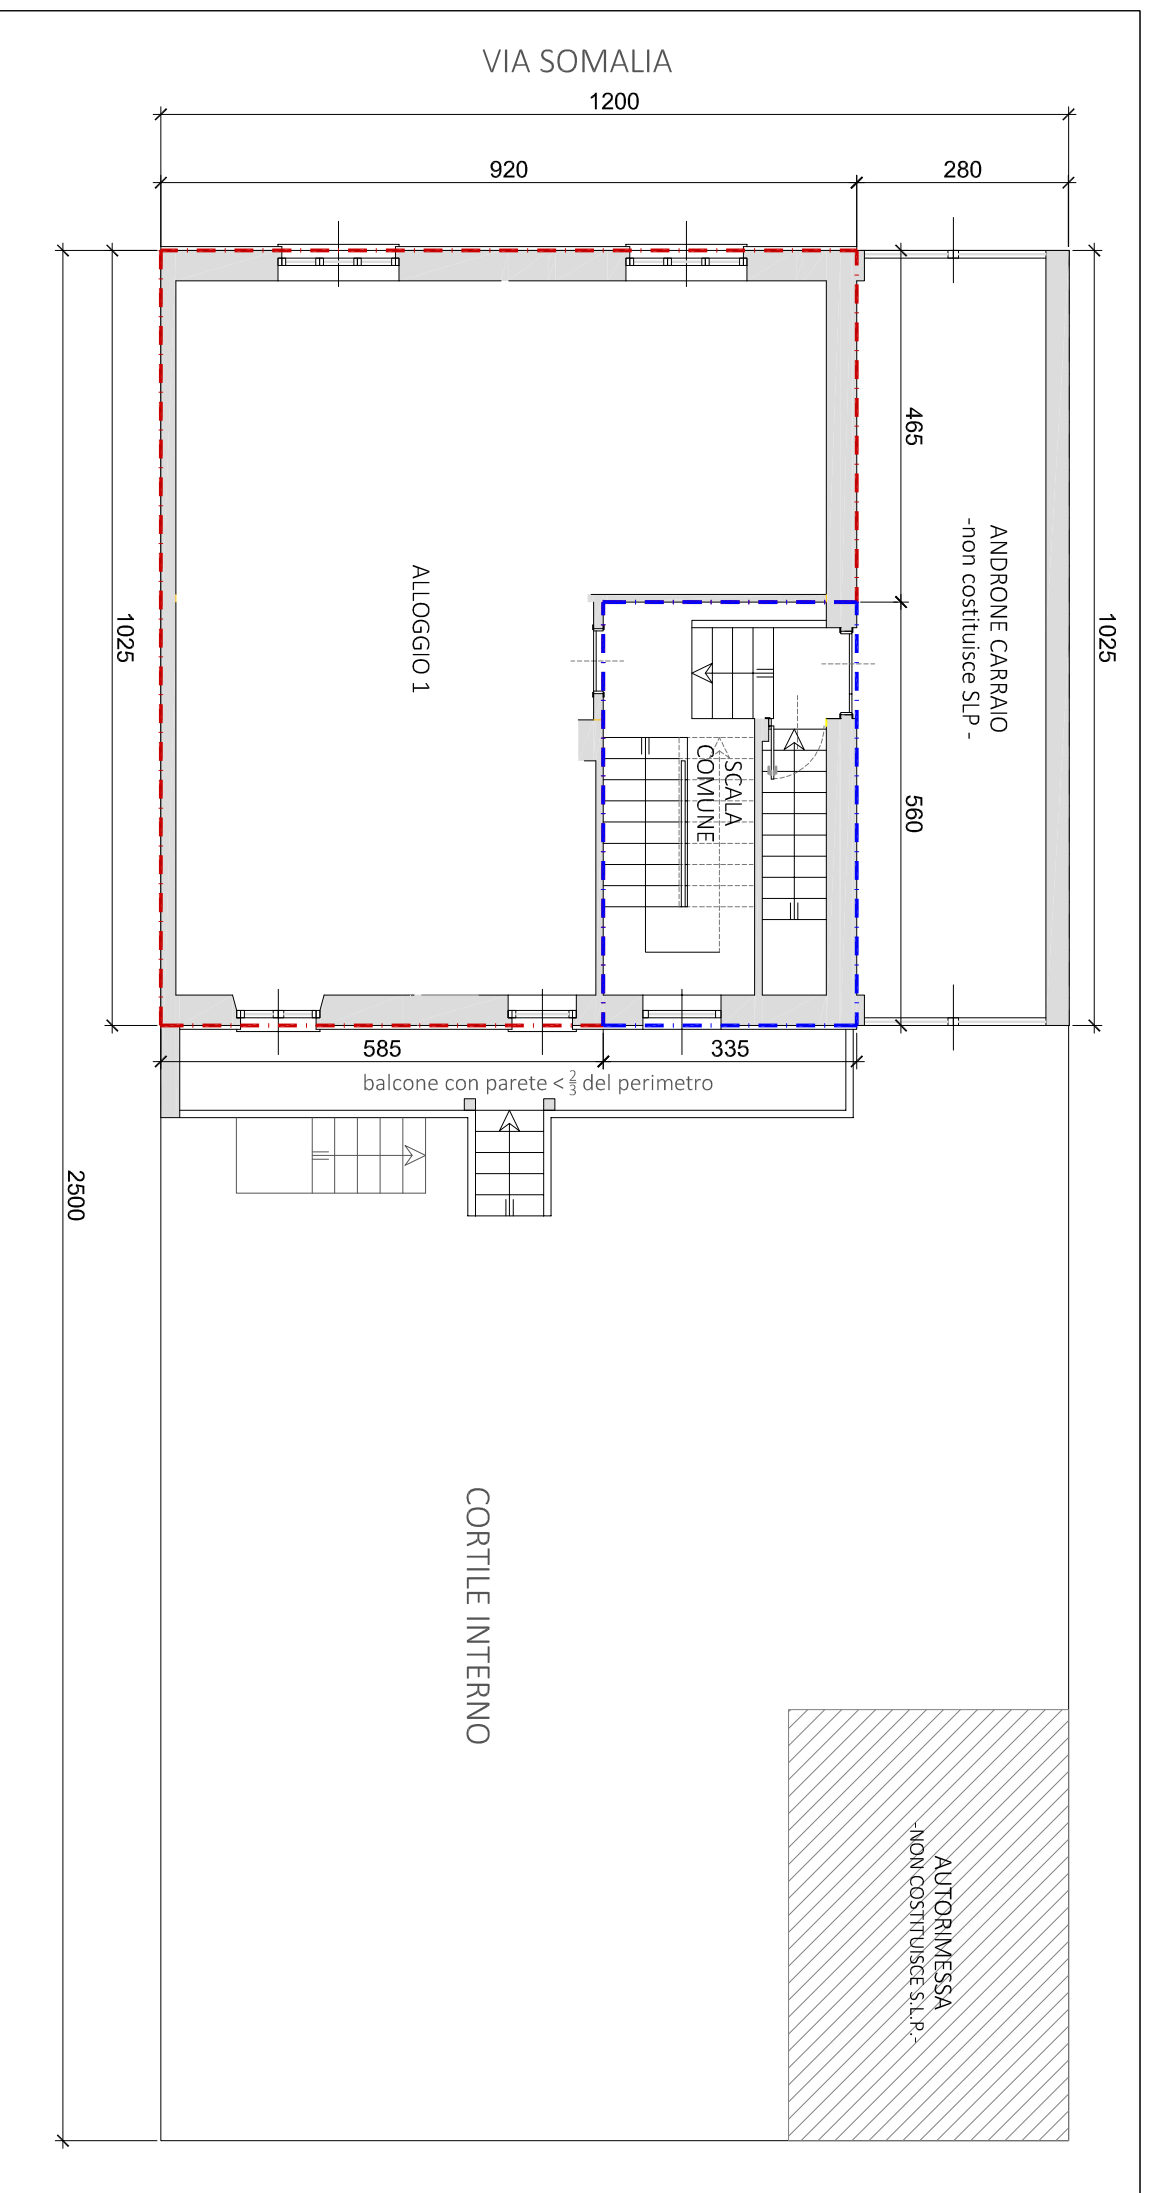 VIA SOMALIA
1200
920
280
465
ANDRONE CARRAIO
-non costituisce SLP -
1025
1025
ALLOGGIO 1
SCALA
COMUNE
560
585
335
balcone con parete < 2/3 del perimetro
2500
CORTILE INTERNO
AUTORIMESSA
-NON COSTITUISCE S.L.P.-